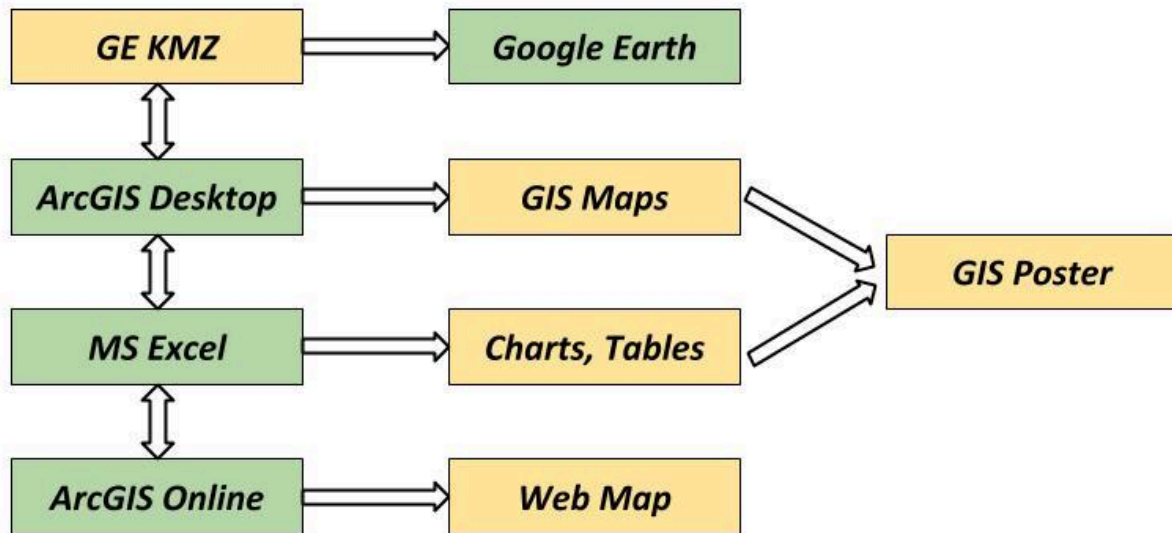 GE KMZ
Google Earth
ArcGIS Desktop
GIS Maps
GIS Poster
MS Excel
Charts, Tables
ArcGIS Online
Web Map